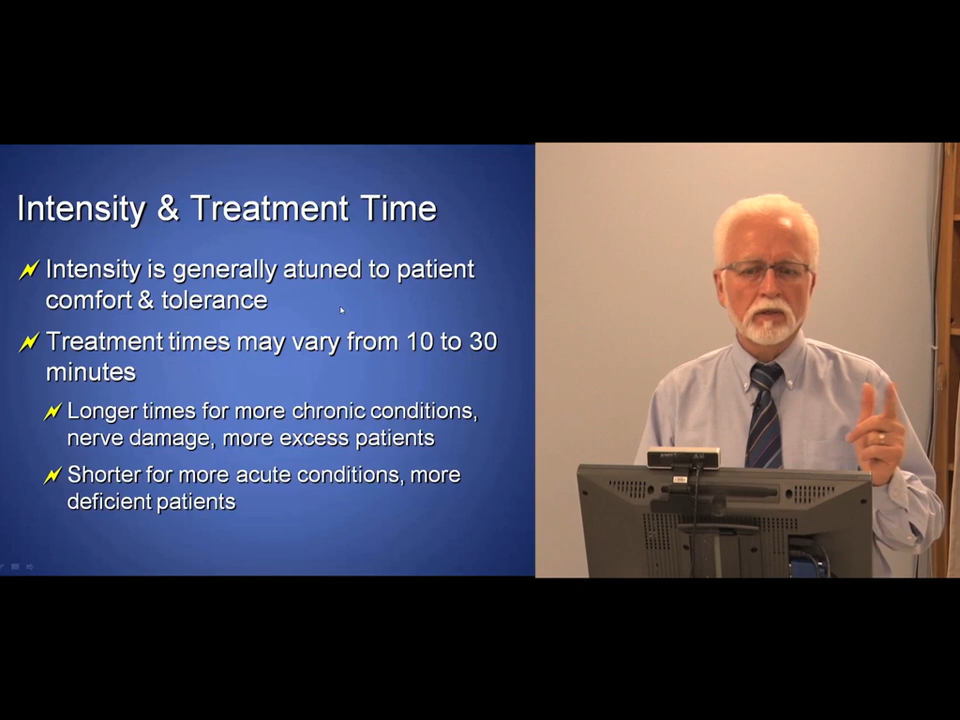 Intensity & Treatment Time
Intensity is generally atuned to patient
comfort & tolerance
Treatment times may vary from 10 to 30
minutes
Longer times for more chronic conditions,
nerve damage, more excess patients
Shorter for more acute conditions, more
deficient patients